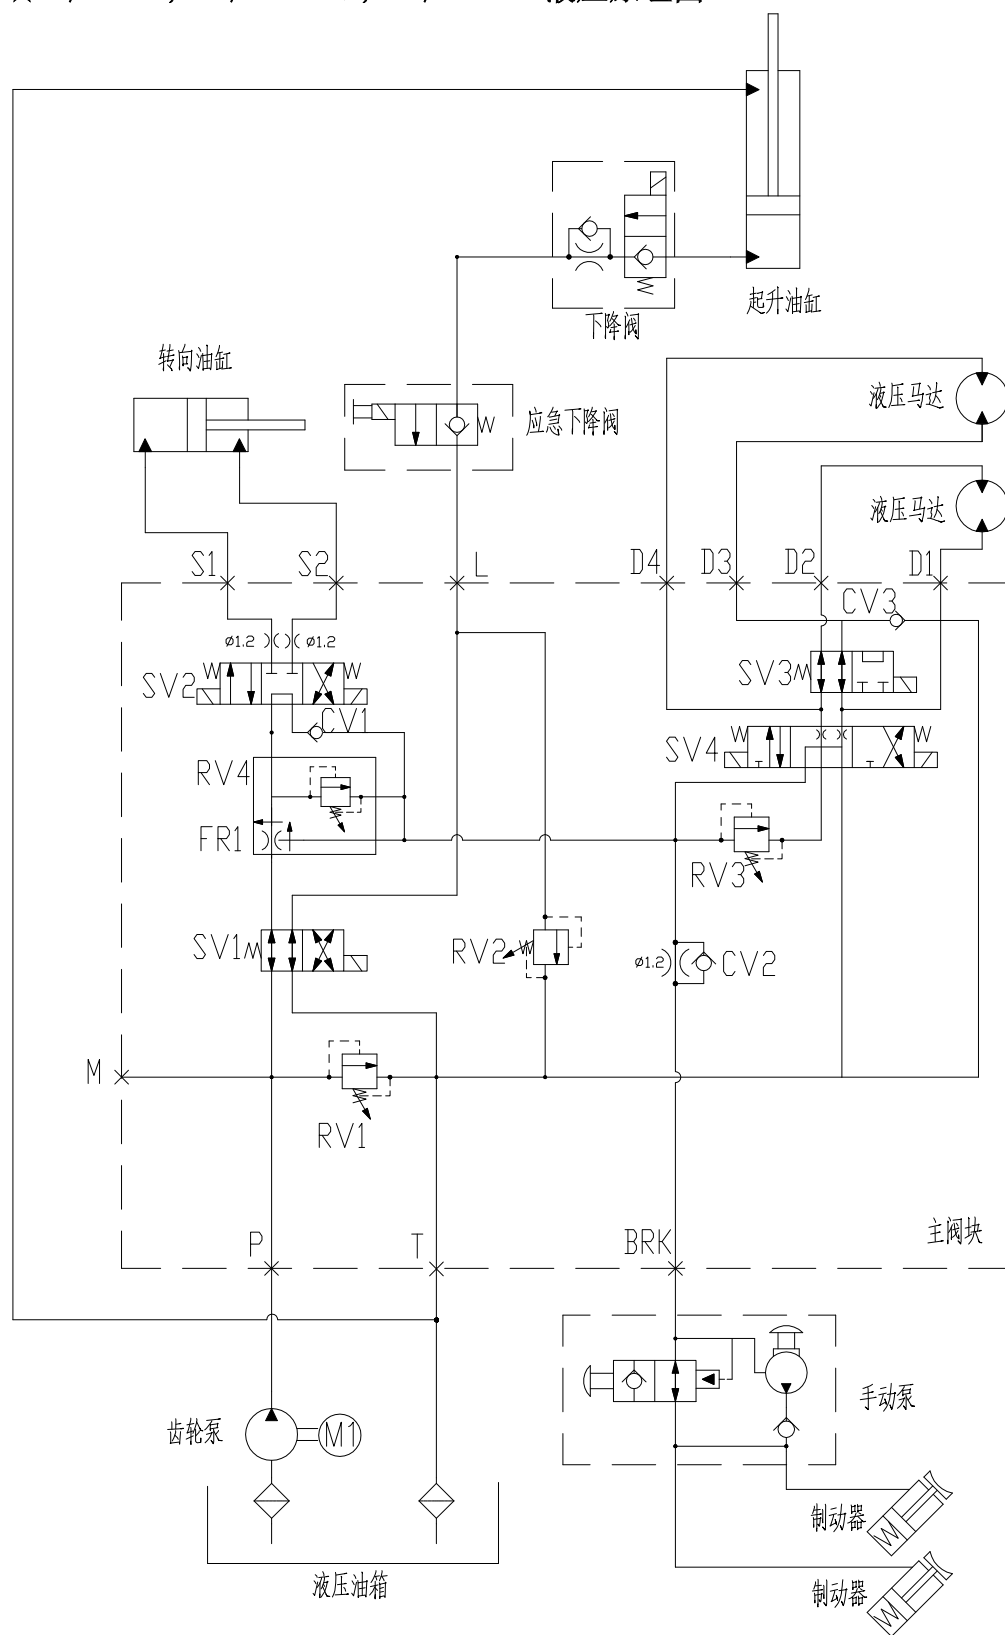 起升油缸
下降阀
转向油缸
液压马达
应急下降阀
液压马达
S1 S2 L D4 D3 D2 D1
CV3
ø1.2 ø1.2
SV2 SV3
CV1
SV4
RV4
FR1
RV3
SV1 RV2 ø1.2 CV2
M
RV1
P T BRK 主阀块
手动泵
齿轮泵 M1
制动器
液压油箱 制动器